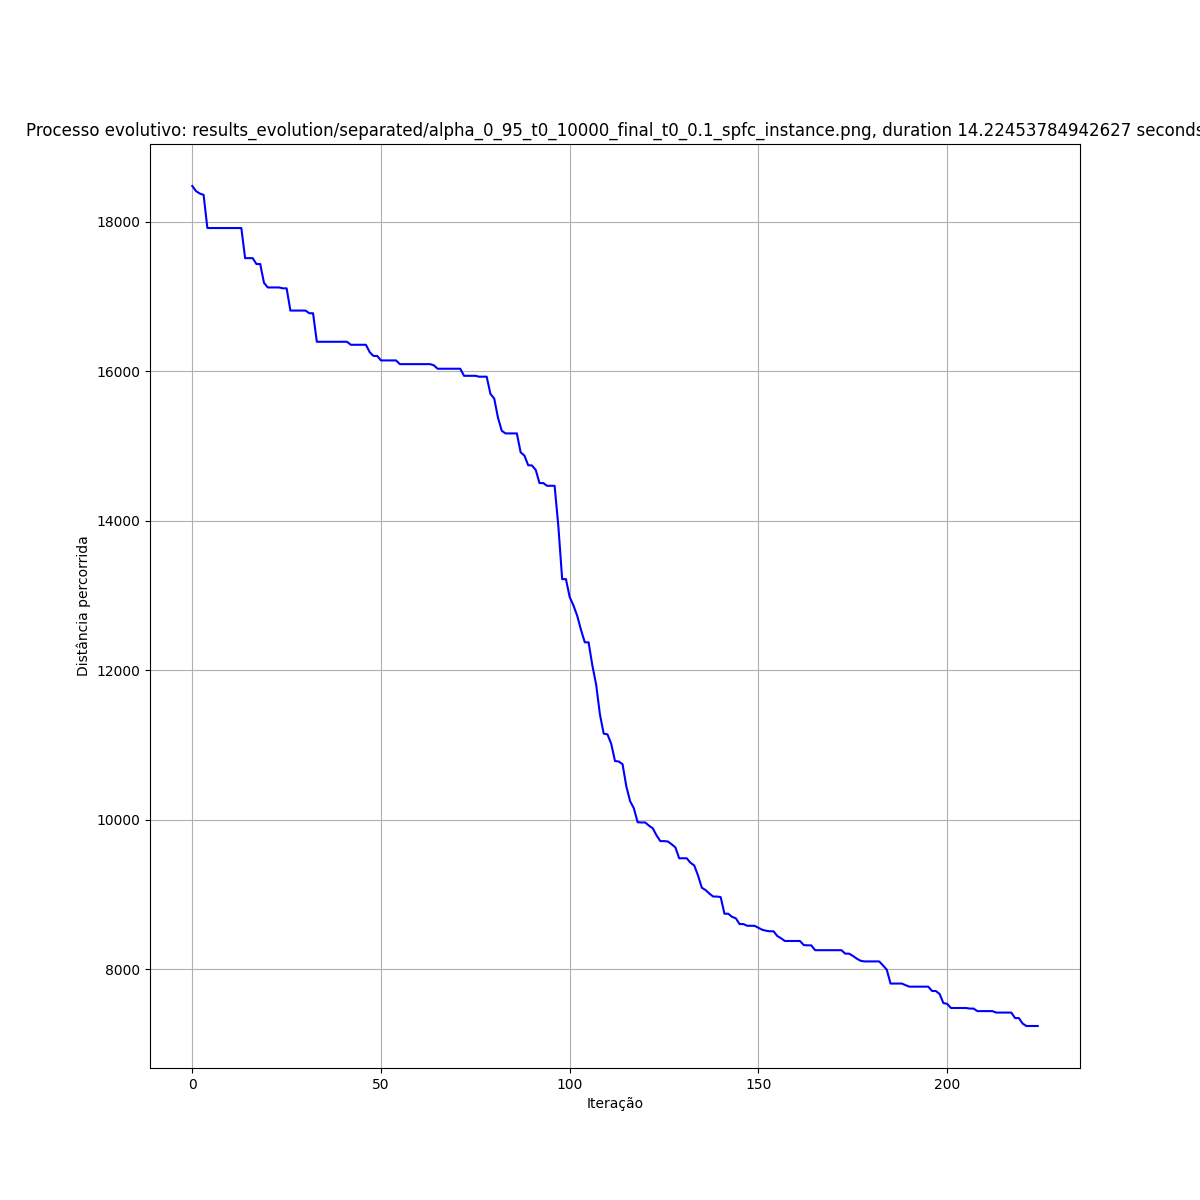 Processo evolutivo: results_evolution/separated/alpha_0_95_t0_10000_final_t0_0.1_spfc_instance.png, duration 14.22453784942627 seconds
18000
16000
14000
12000
10000
8000
Distância percorrida
0 50 100 150 200
Iteração